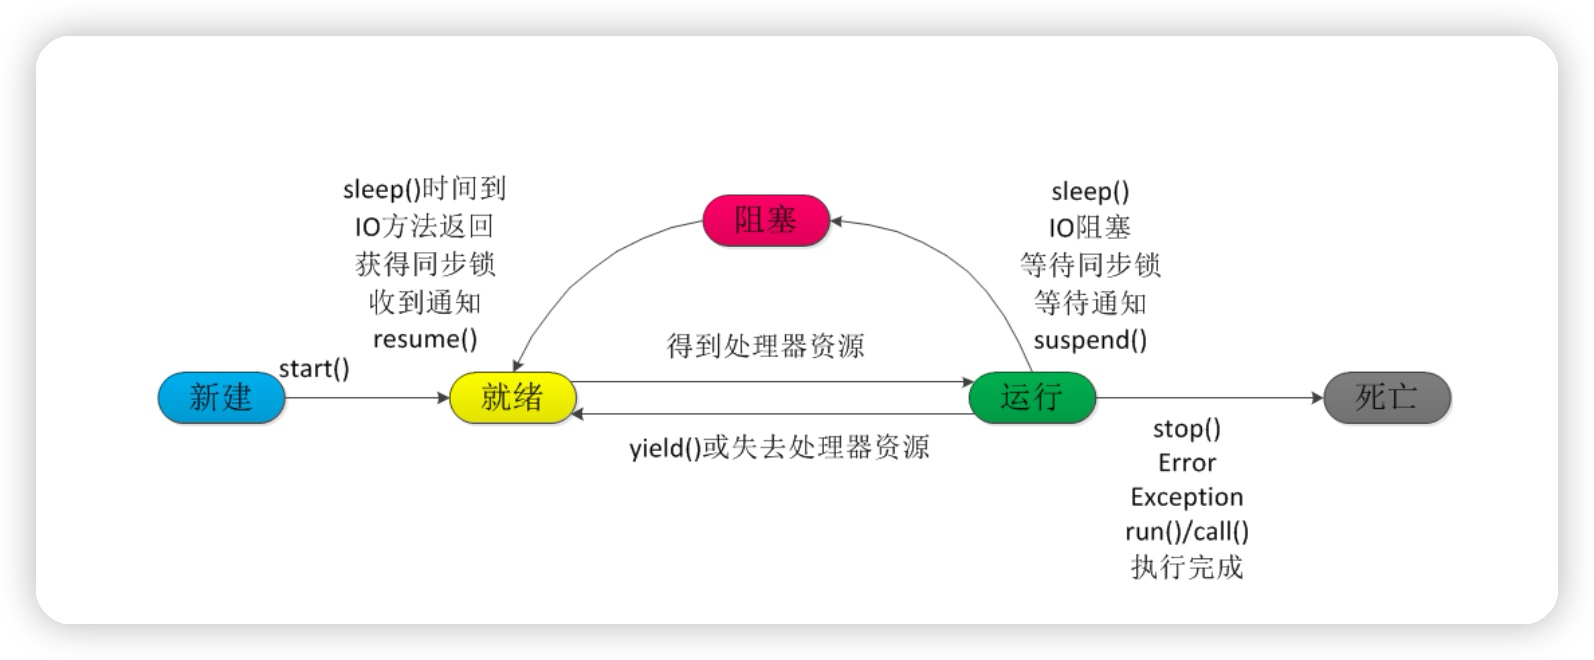 sleep()时间到
IO方法返回
获得同步锁
收到通知
resume()
阻塞
sleep()
IO阻塞
等待同步锁
等待通知
suspend()
得到处理器资源
start()
新建
就绪
运行
死亡
yield()或失去处理器资源
stop()
Error
Exception
run()/call()
执行完成